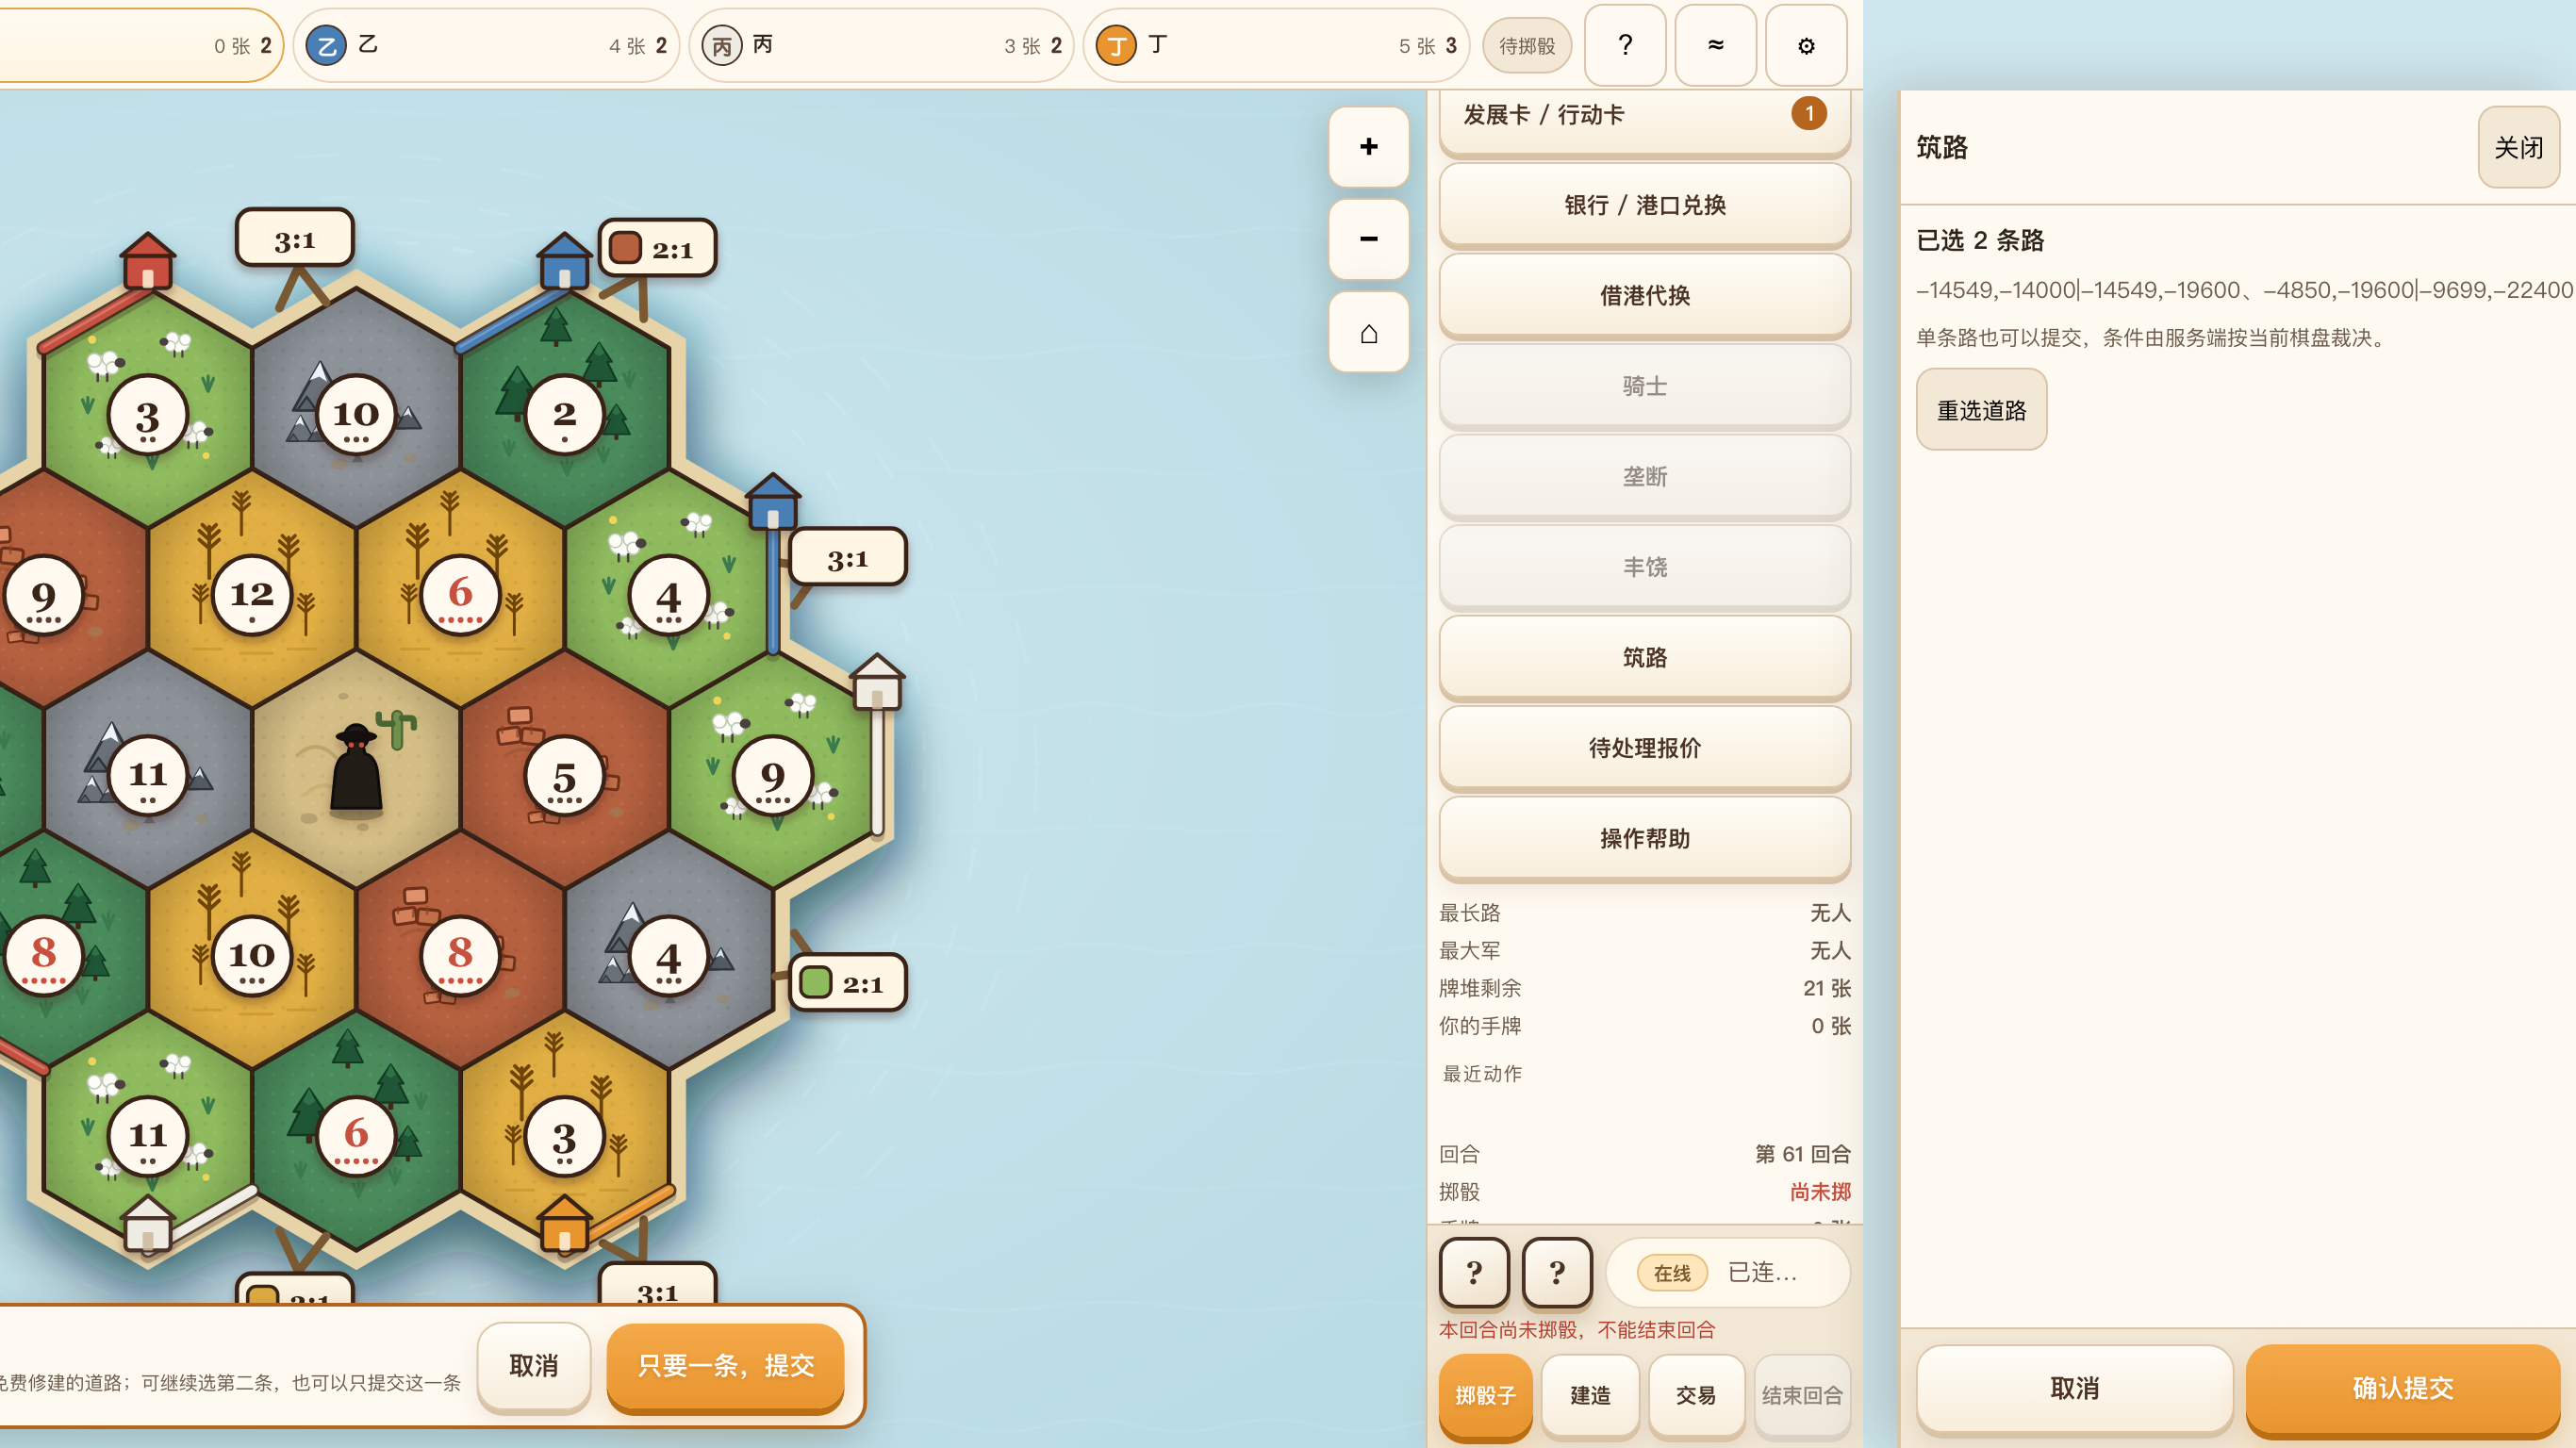 0 张 2
乙 乙 4 张 2
丙 丙 3 张 2
丁 丁 5 张 3
待掷骰
? ≈ ⚙
+
−
⌂
3:1
2:1
3 10 2
9 12 6 4
3:1
11 5 9
8 10 8 4
2:1
11 6 3
3:1
免费修建的道路；可继续选第二条，也可以只提交这一条
取消
只要一条，提交
发展卡 / 行动卡 1
银行 / 港口兑换
借港代换
骑士
垄断
丰饶
筑路
待处理报价
操作帮助
最长路 无人
最大军 无人
牌堆剩余 21 张
你的手牌 0 张
最近动作
回合 第 61 回合
掷骰 尚未掷
? ? 在线 已连…
本回合尚未掷骰，不能结束回合
掷骰子 建造 交易 结束回合
筑路 关闭
已选 2 条路
−14549,−14000|−14549,−19600、−4850,−19600|−9699,−22400
单条路也可以提交，条件由服务端按当前棋盘裁决。
重选道路
取消 确认提交